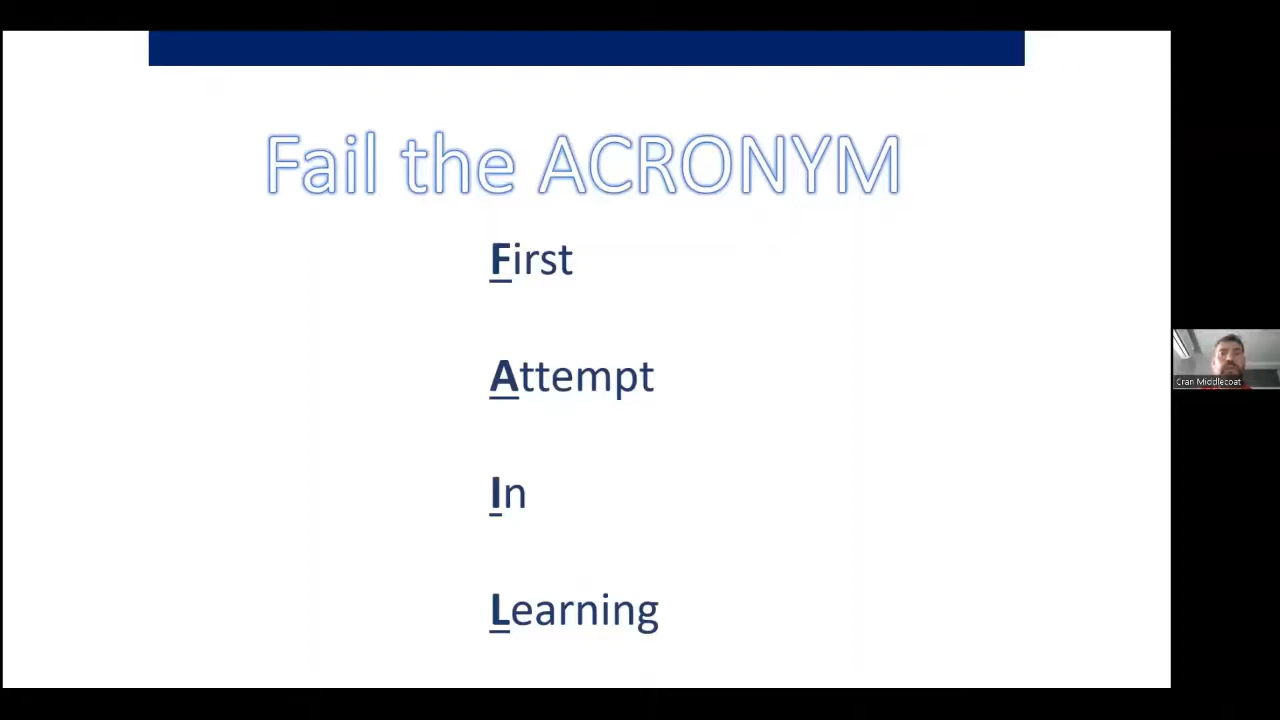 Fail the ACRONYM
First
Attempt
In
Learning
Cran Middlecoat